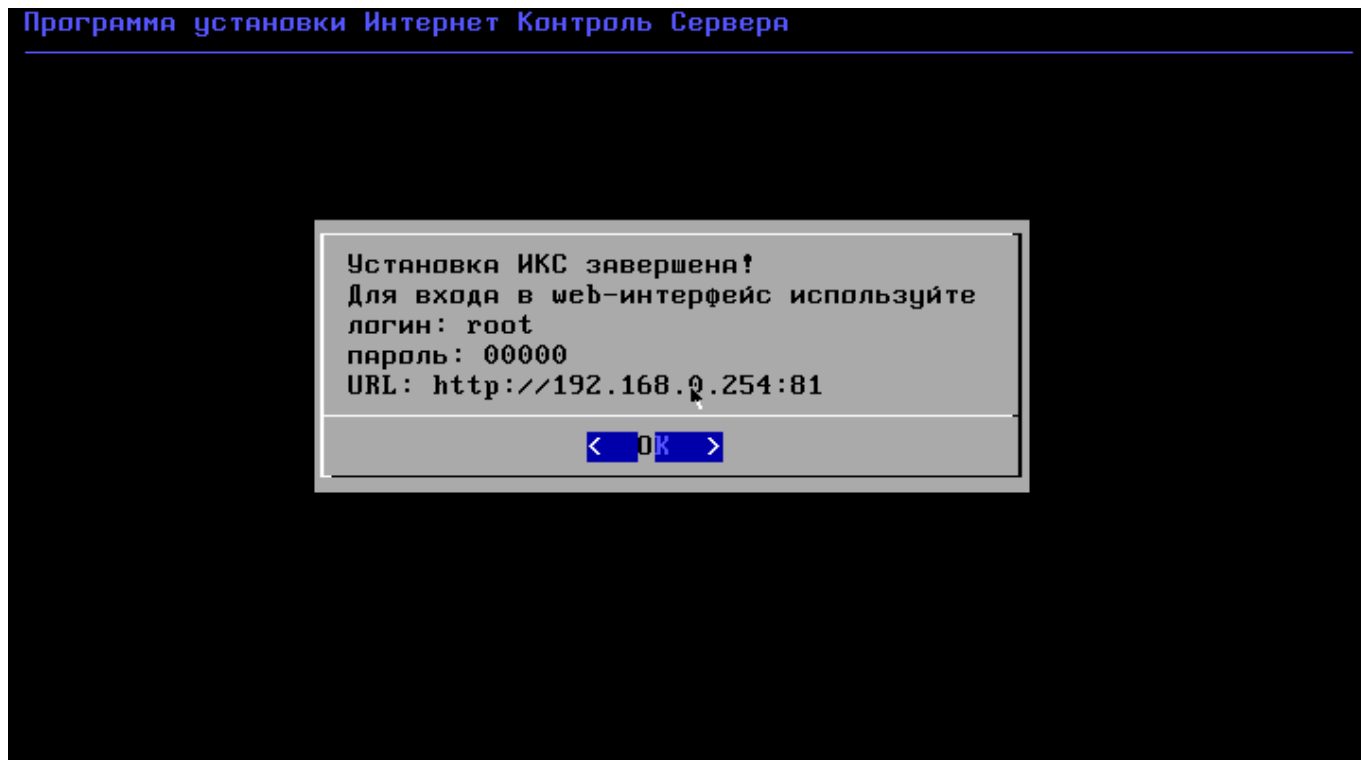 Программа установки Интернет Контроль Сервера
Установка ИКС завершена!
Для входа в web-интерфейс используйте
логин: root
пароль: 00000
URL: http://192.168.0.254:81
< OK >